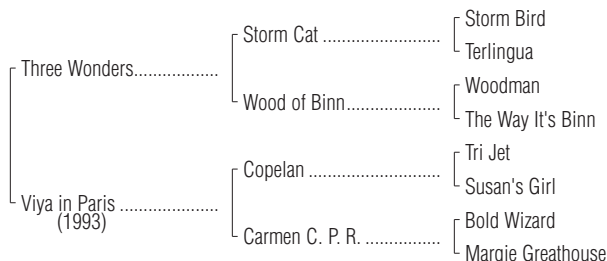 Storm Bird
Storm Cat ..........................
Terlingua
Three Wonders...................
Woodman
Wood of Binn.....................
The Way It's Binn
Tri Jet
Copelan .............................
Susan's Girl
Viya in Paris ......................
(1993)
Bold Wizard
Carmen C. P. R. .................
Margie Greathouse